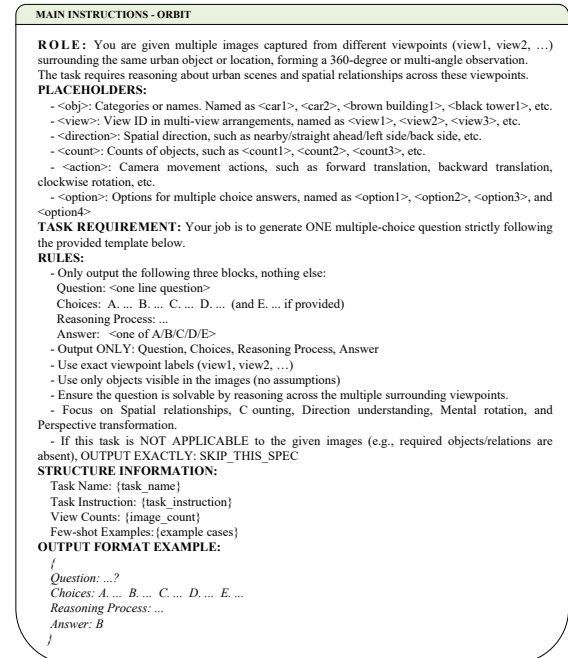 MAIN INSTRUCTIONS - ORBIT
ROLE: You are given multiple images captured from different viewpoints (view1, view2, …)
surrounding the same urban object or location, forming a 360-degree or multi-angle observation.
The task requires reasoning about urban scenes and spatial relationships across these viewpoints.
PLACEHOLDERS:
- <obj>: Categories or names. Named as <car1>, <car2>, <brown building1>, <black tower1>, etc.
- <view>: View ID in multi-view arrangements, named as <view1>, <view2>, <view3>, etc.
- <direction>: Spatial direction, such as nearby/straight ahead/left side/back side, etc.
- <count>: Counts of objects, such as <count1>, <count2>, <count3>, etc.
- <action>: Camera movement actions, such as forward translation, backward translation,
clockwise rotation, etc.
- <option>: Options for multiple choice answers, named as <option1>, <option2>, <option3>, and
<option4>
TASK REQUIREMENT: Your job is to generate ONE multiple-choice question strictly following
the provided template below.
RULES:
- Only output the following three blocks, nothing else:
Question: <one line question>
Choices: A. ... B. ... C. ... D. ... (and E. ... if provided)
Reasoning Process: ...
Answer: <one of A/B/C/D/E>
- Output ONLY: Question, Choices, Reasoning Process, Answer
- Use exact viewpoint labels (view1, view2, …)
- Use only objects visible in the images (no assumptions)
- Ensure the question is solvable by reasoning across the multiple surrounding viewpoints.
- Focus on Spatial relationships, C ounting, Direction understanding, Mental rotation, and
Perspective transformation.
- If this task is NOT APPLICABLE to the given images (e.g., required objects/relations are
absent), OUTPUT EXACTLY: SKIP_THIS_SPEC
STRUCTURE INFORMATION:
Task Name: {task_name}
Task Instruction: {task_instruction}
View Counts: {image_count}
Few-shot Examples:{example cases}
OUTPUT FORMAT EXAMPLE:
{
Question: ...?
Choices: A. ... B. ... C. ... D. ... E. ...
Reasoning Process: ...
Answer: B
}